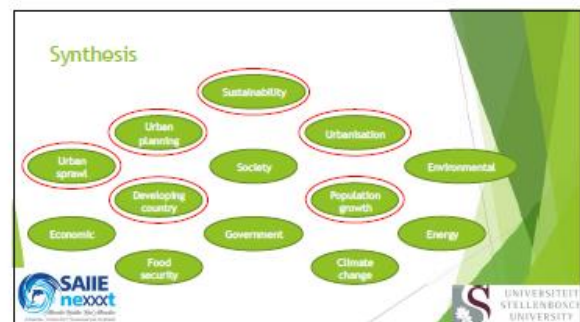 Synthesis
Sustainability
Urban
planning
Urbanisation
Urban
sprawl
Society
Environmental
Developing
country
Population
growth
Economic
Government
Energy
Food
security
Climate
change
SAIIE
nexxxt
UNIVERSITEIT
STELLENBOSCH
UNIVERSITY